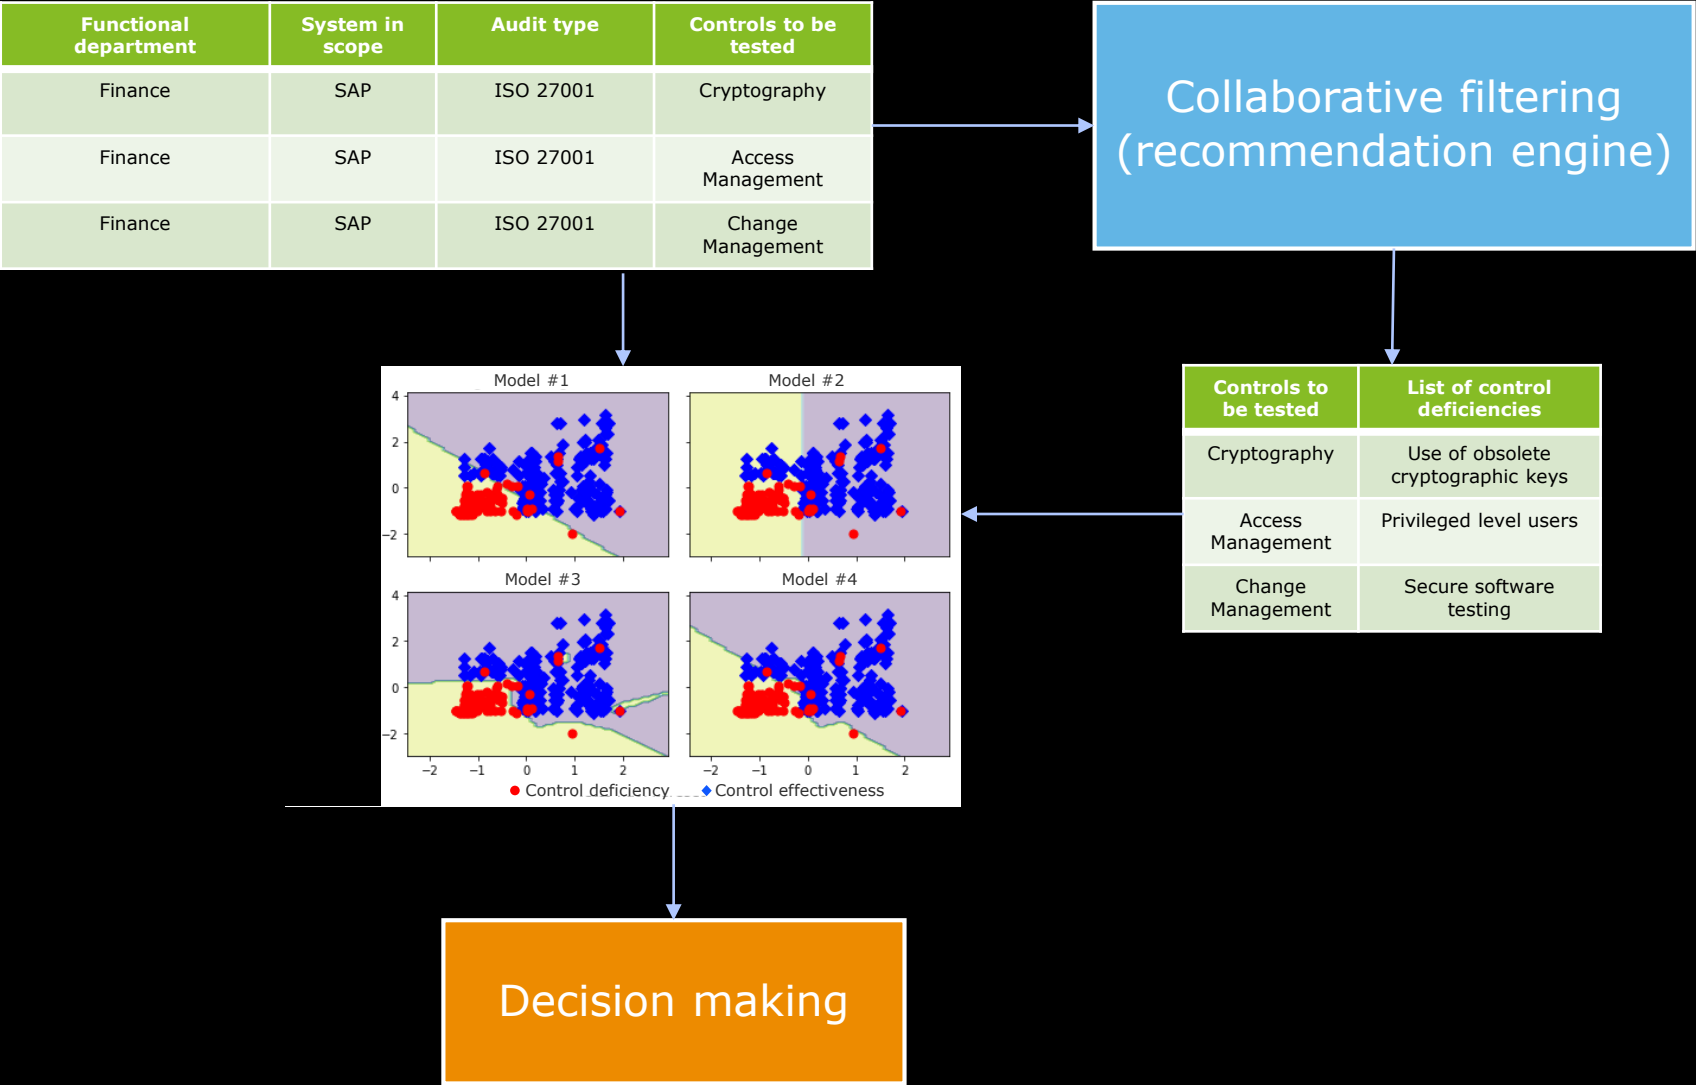 Functional department
System in scope
Audit type
Controls to be tested
Finance
SAP
ISO 27001
Cryptography
Finance
SAP
ISO 27001
Access Management
Finance
SAP
ISO 27001
Change Management
Collaborative filtering
(recommendation engine)
Controls to be tested
List of control deficiencies
Cryptography
Use of obsolete cryptographic keys
Access Management
Privileged level users
Change Management
Secure software testing
Model #1
Model #2
4
2
0
−2
Model #3
Model #4
4
2
0
−2
−2 −1 0 1 2
−2 −1 0 1 2
Control deficiency
Control effectiveness
Decision making